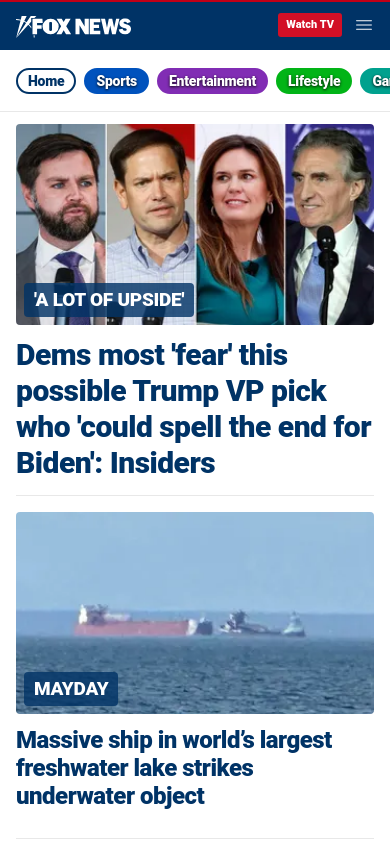 FOX NEWS
Watch TV
Home Sports Entertainment Lifestyle
'A LOT OF UPSIDE'
Dems most 'fear' this
possible Trump VP pick
who 'could spell the end for
Biden': Insiders
MAYDAY
Massive ship in world’s largest
freshwater lake strikes
underwater object